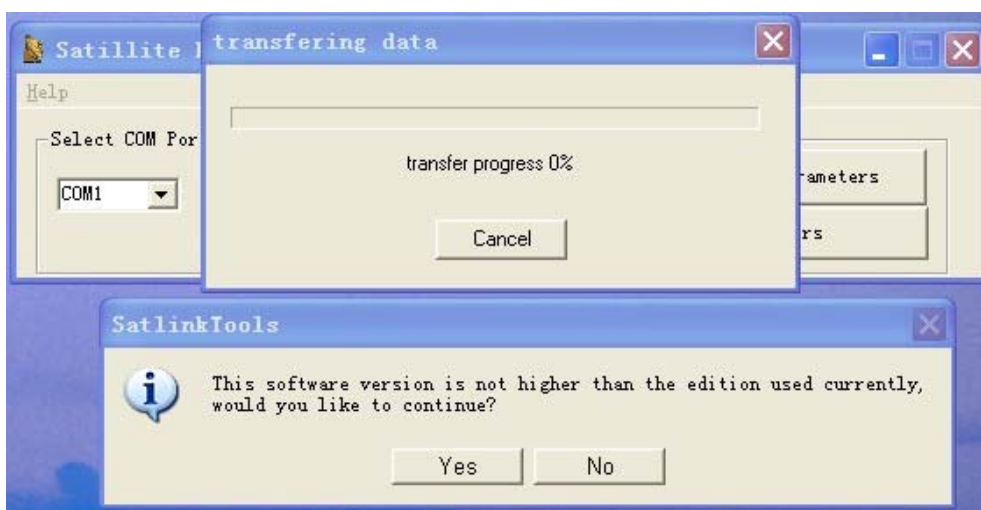 Satillite
transfering data
Help
Select COM Por
COM1
transfer progress 0%
Cancel
ameters
rs
SatlinkTools
This software version is not higher than the edition used currently,
would you like to continue?
Yes
No